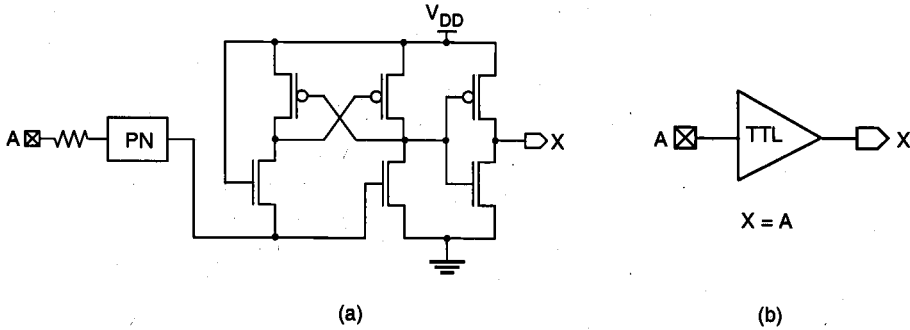 V_DD
A
PN
X
(a)
A
TTL
X
X = A
(b)